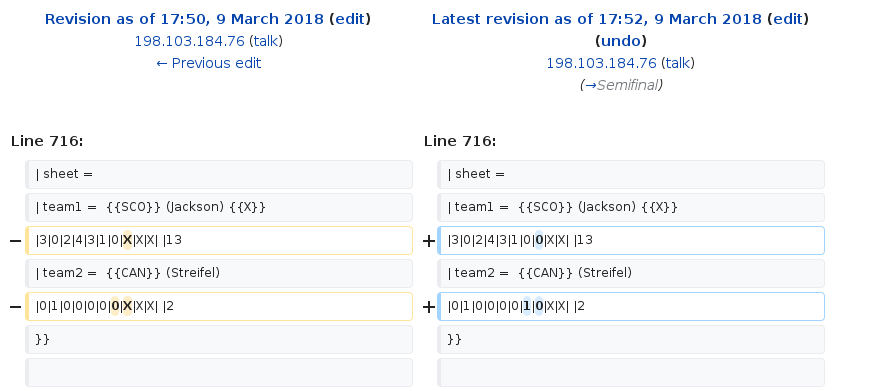 Revision as of 17:50, 9 March 2018 (edit)
198.103.184.76 (talk)
← Previous edit
Latest revision as of 17:52, 9 March 2018 (edit)
(undo)
198.103.184.76 (talk)
(→Semifinal)
Line 716:
Line 716:
| sheet =
| sheet =
| team1 =  {{SCO}} (Jackson) {{X}}
| team1 =  {{SCO}} (Jackson) {{X}}
− |3|0|2|4|3|1|0|X|X|X| |13
+ |3|0|2|4|3|1|0|0|X|X| |13
| team2 =  {{CAN}} (Streifel)
| team2 =  {{CAN}} (Streifel)
− |0|1|0|0|0|0|0|X|X|X| |2
+ |0|1|0|0|0|0|1|0|X|X| |2
}}
}}